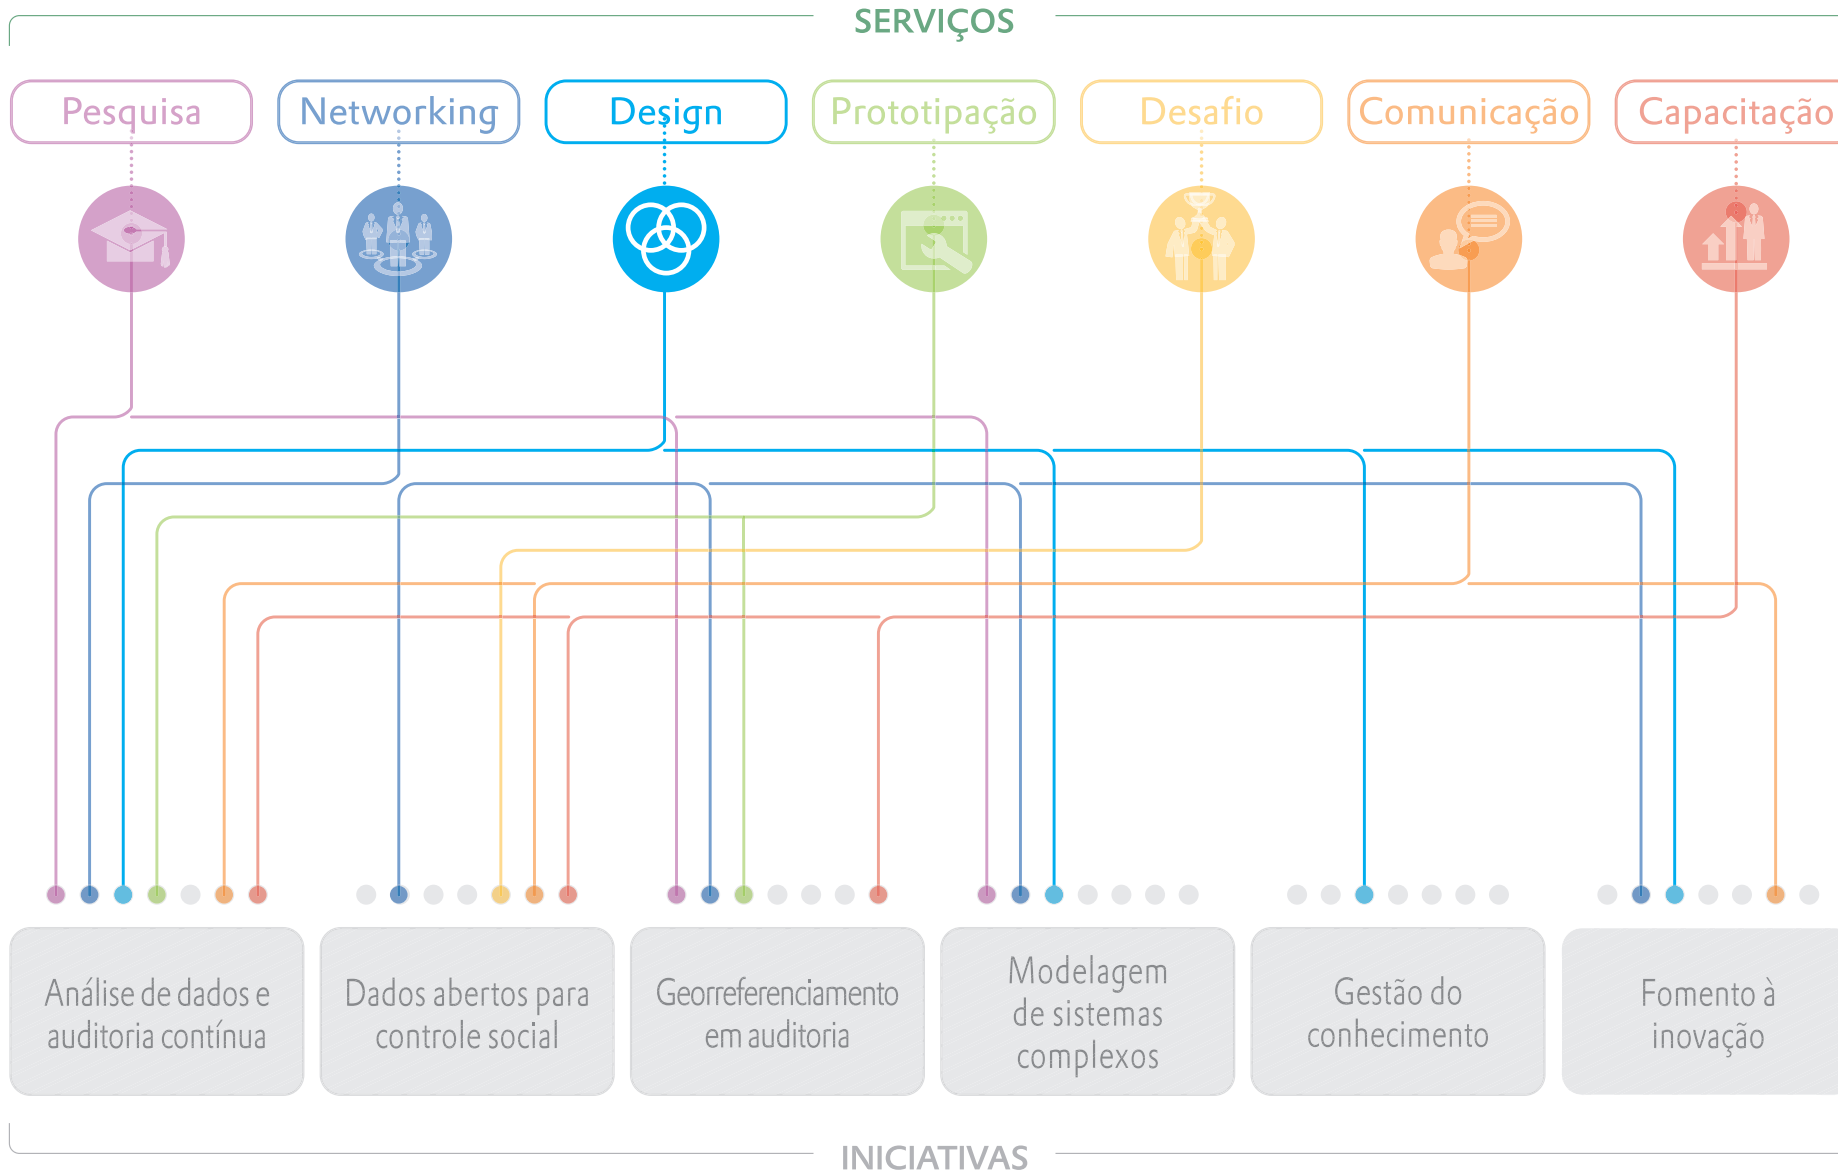 SERVIÇOS
Pesquisa
Networking
Design
Prototipação
Desafio
Comunicação
Capacitação
Análise de dados e
auditoria contínua
Dados abertos para
controle social
Georreferenciamento
em auditoria
Modelagem
de sistemas
complexos
Gestão do
conhecimento
Fomento à
inovação
INICIATIVAS